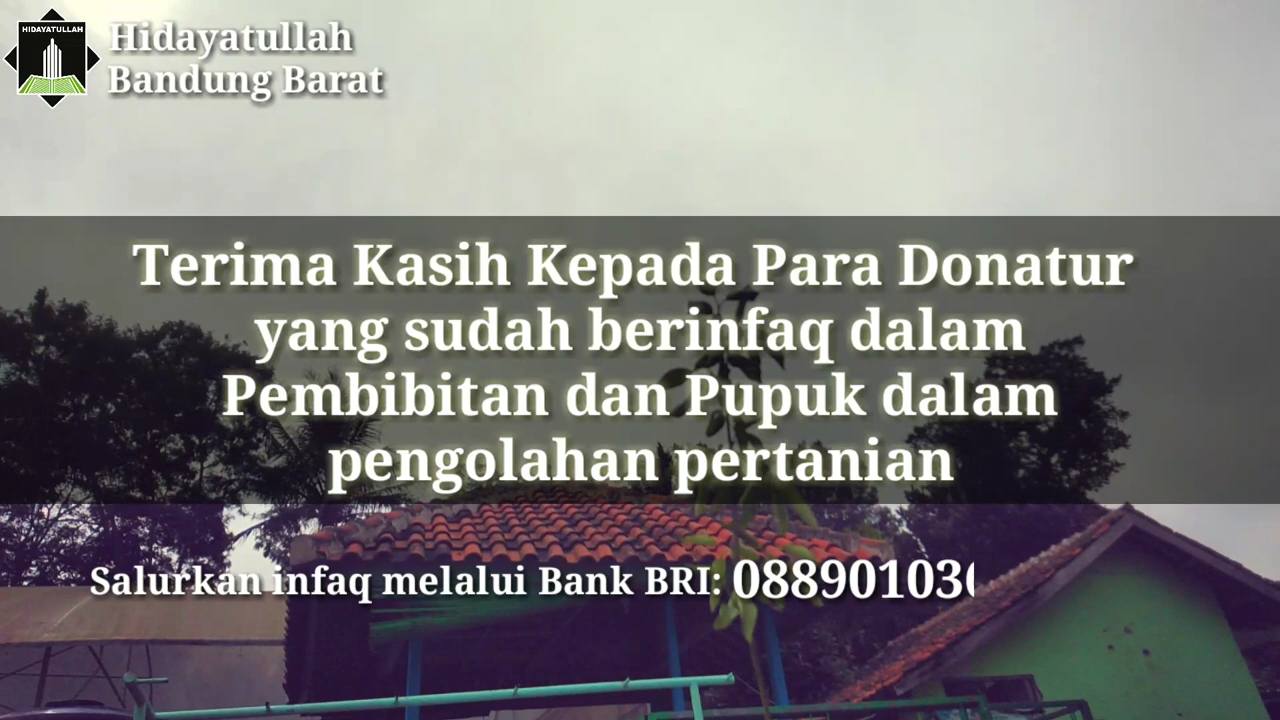 HIDAYATULLAH
Hidayatullah
Bandung Barat
Terima Kasih Kepada Para Donatur
yang sudah berinfaq dalam
Pembibitan dan Pupuk dalam
pengolahan pertanian
Salurkan infaq melalui Bank BRI: 088901030